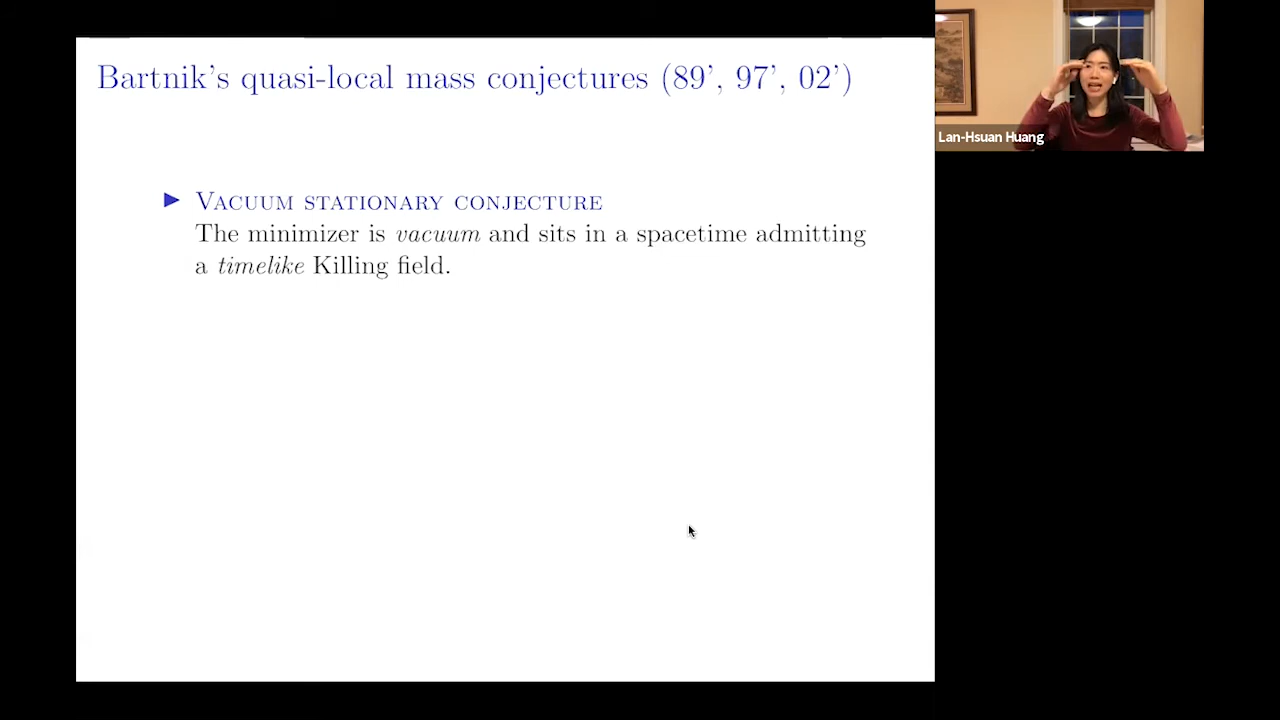 Bartnik's quasi-local mass conjectures (89', 97', 02')
▶ Vacuum stationary conjecture
The minimizer is vacuum and sits in a spacetime admitting
a timelike Killing field.
Lan-Hsuan Huang